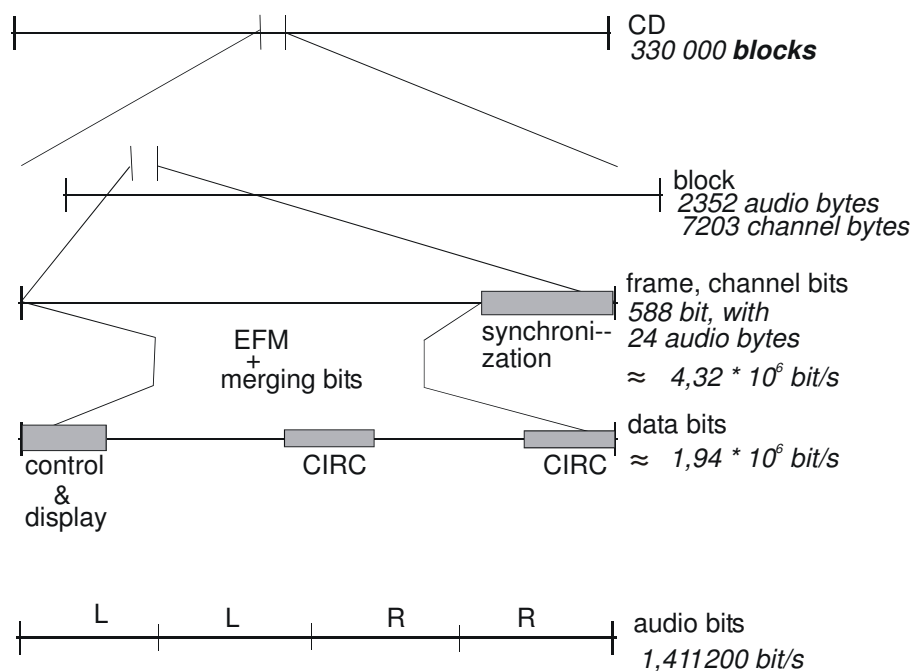 CD
330 000 blocks
block
2352 audio bytes
7203 channel bytes
frame, channel bits
588 bit, with
24 audio bytes
≈ 4,32 * 10⁶ bit/s
synchroni--
zation
EFM
+
merging bits
data bits
≈ 1,94 * 10⁶ bit/s
control
&
display
CIRC
CIRC
L L R R
audio bits
1,411200 bit/s